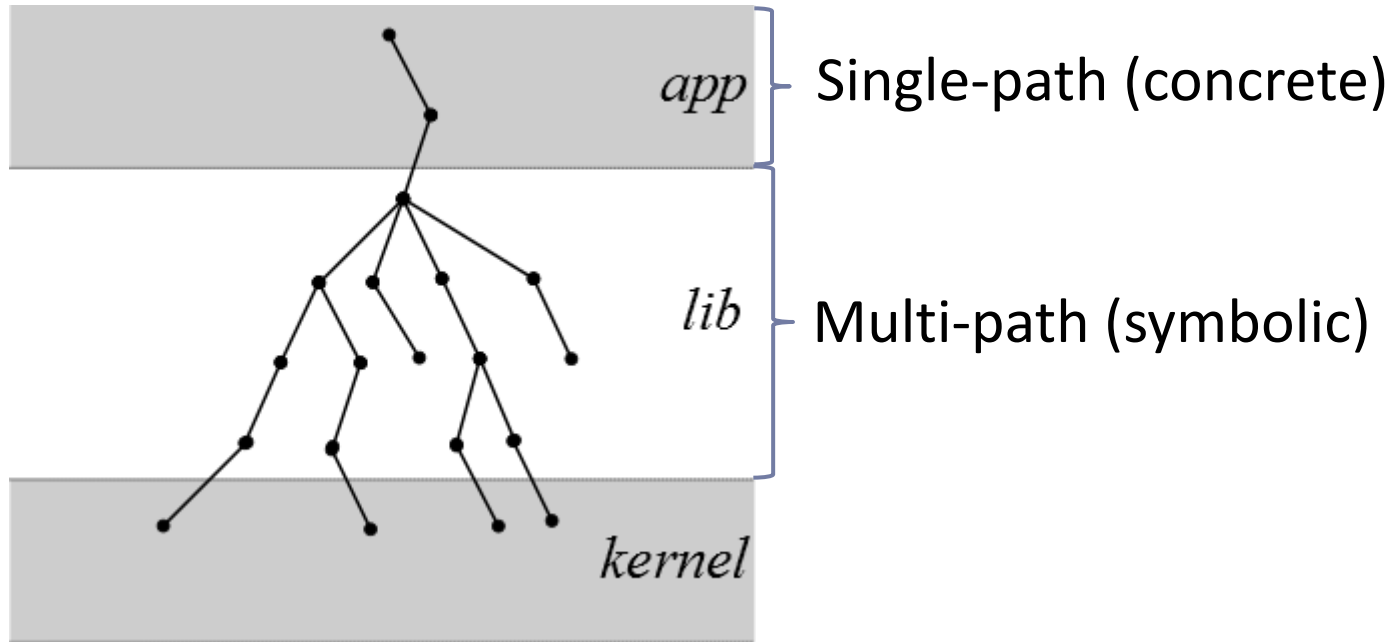 app
Single-path (concrete)
lib
Multi-path (symbolic)
kernel